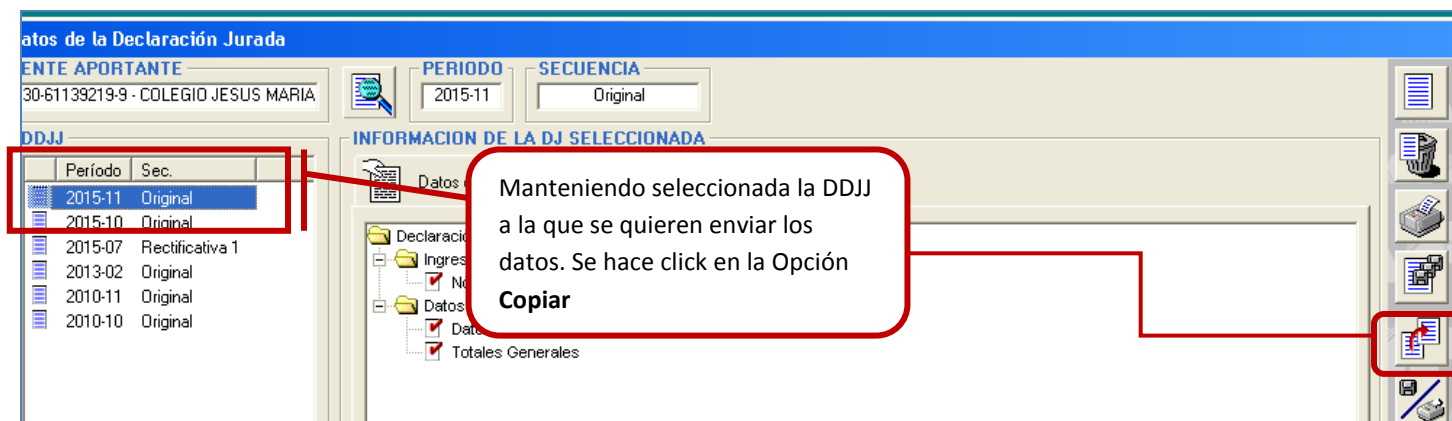 atos de la Declaración Jurada
ENTE APORTANTE
PERIODO
SECUENCIA
30-61139219-9 - COLEGIO JESUS MARIA
2015-11
Original
DDJJ
INFORMACION DE LA DJ SELECCIONADA
Período Sec.
2015-11 Original
2015-10 Original
2015-07 Rectificativa 1
2013-02 Original
2010-11 Original
2010-10 Original
Datos
Manteniendo seleccionada la DDJJ
a la que se quieren enviar los
datos. Se hace click en la Opción
Copiar
Declaració
Ingres
Datos
Totales Generales